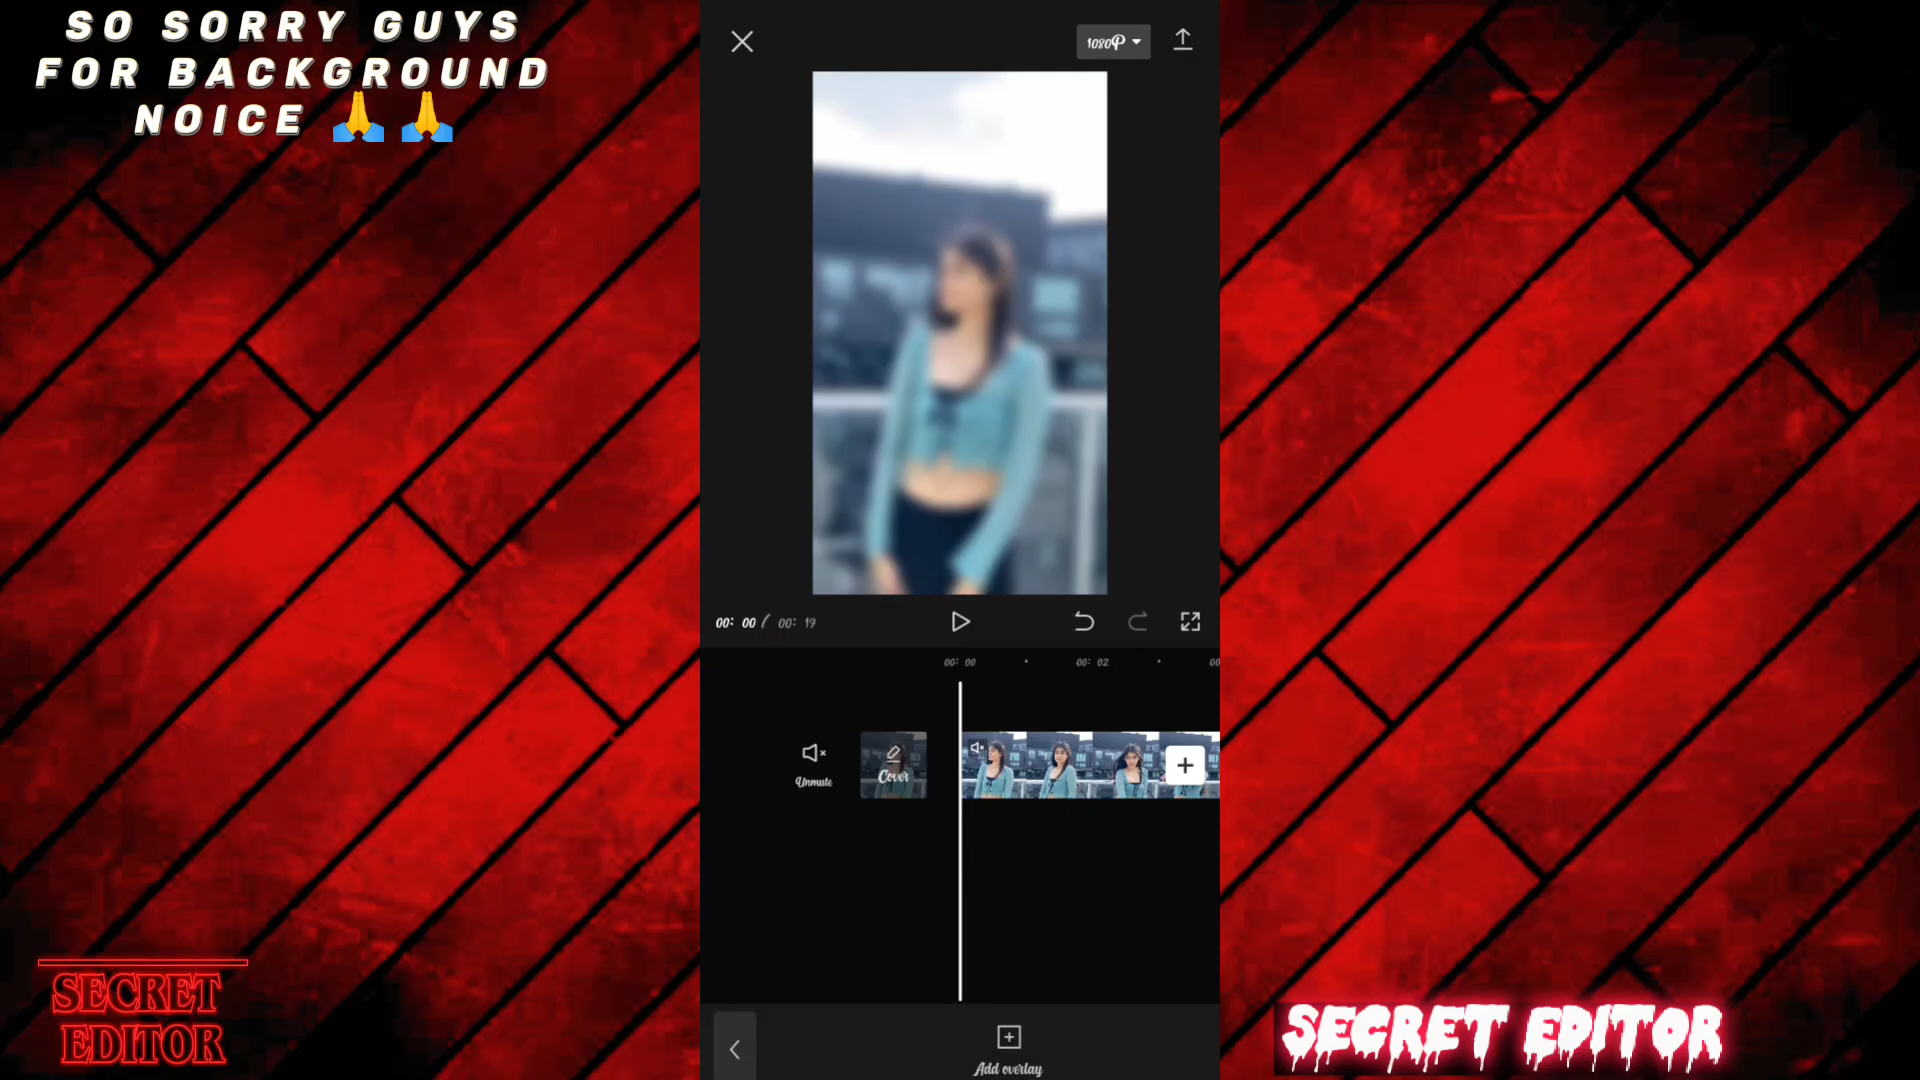 SO SORRY GUYS
FOR BACKGROUND
NOICE 🙏 🙏
1080P
00:00 / 00:19
00:00 • 00:02 • 00
Unmute
Cover
Add overlay
SECRET
EDITOR
SECRET EDITOR